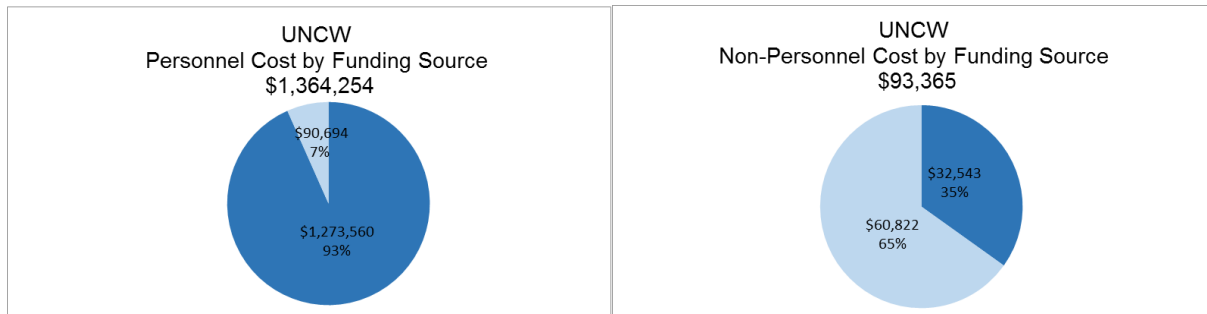 UNCW
Personnel Cost by Funding Source
$1,364,254
$90,694
7%
$1,273,560
93%
UNCW
Non-Personnel Cost by Funding Source
$93,365
$32,543
35%
$60,822
65%